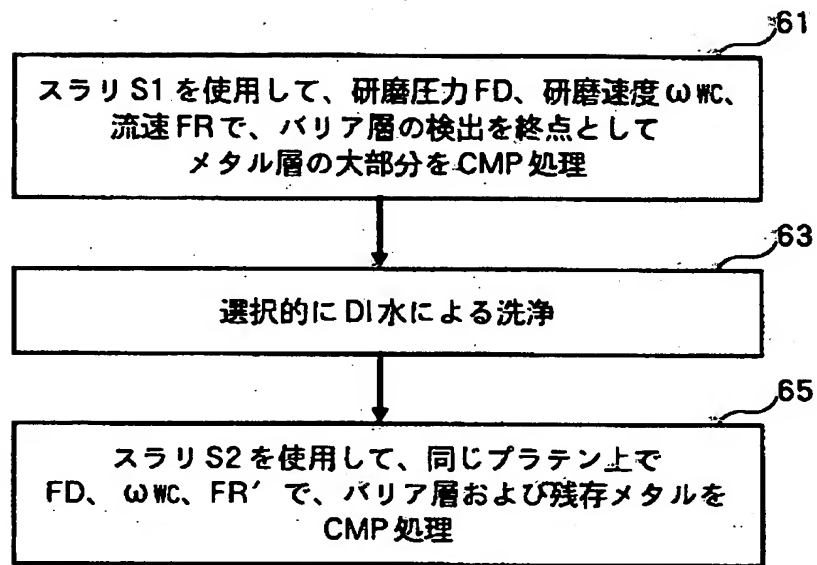 61
スラリS1を使用して、研磨圧力FD、研磨速度ωWC、
流速FRで、バリア層の検出を終点として
メタル層の大部分をCMP処理
63
選択的にDI水による洗浄
65
スラリS2を使用して、同じプラテン上で
FD、ωWC、FR′で、バリア層および残存メタルを
CMP処理